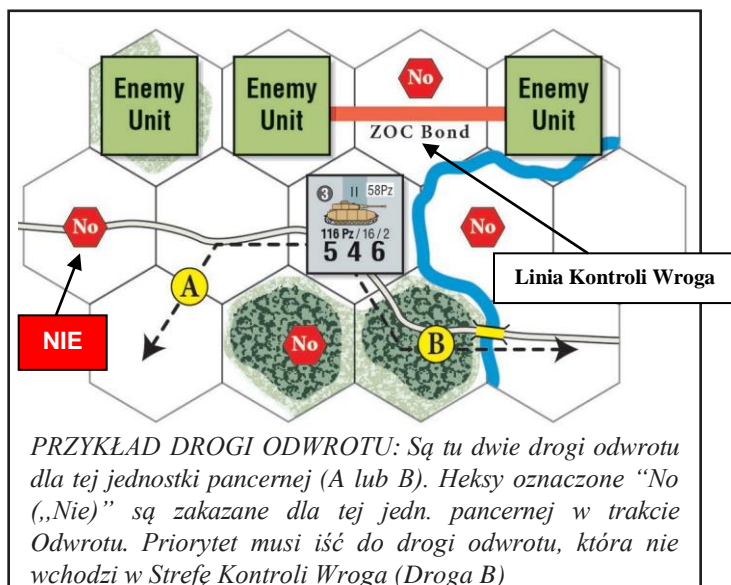 No
Enemy
Unit
Enemy
Unit
Enemy
Unit
ZOC Bond
3 II 58Pz
116 Pz/16/2
5 4 6
No
No
Linia Kontroli Wroga
A
NIE
No
B
PRZYKŁAD DROGI ODWROTU: Są tu dwie drogi odwrotu
dla tej jednostki pancernej (A lub B). Heksy oznaczone “No
(„Nie)” są zakazane dla tej jedn. pancernej w trakcie
Odwrotu. Priorytet musi iść do drogi odwrotu, która nie
wchodzi w Strefę Kontroli Wroga (Droga B)